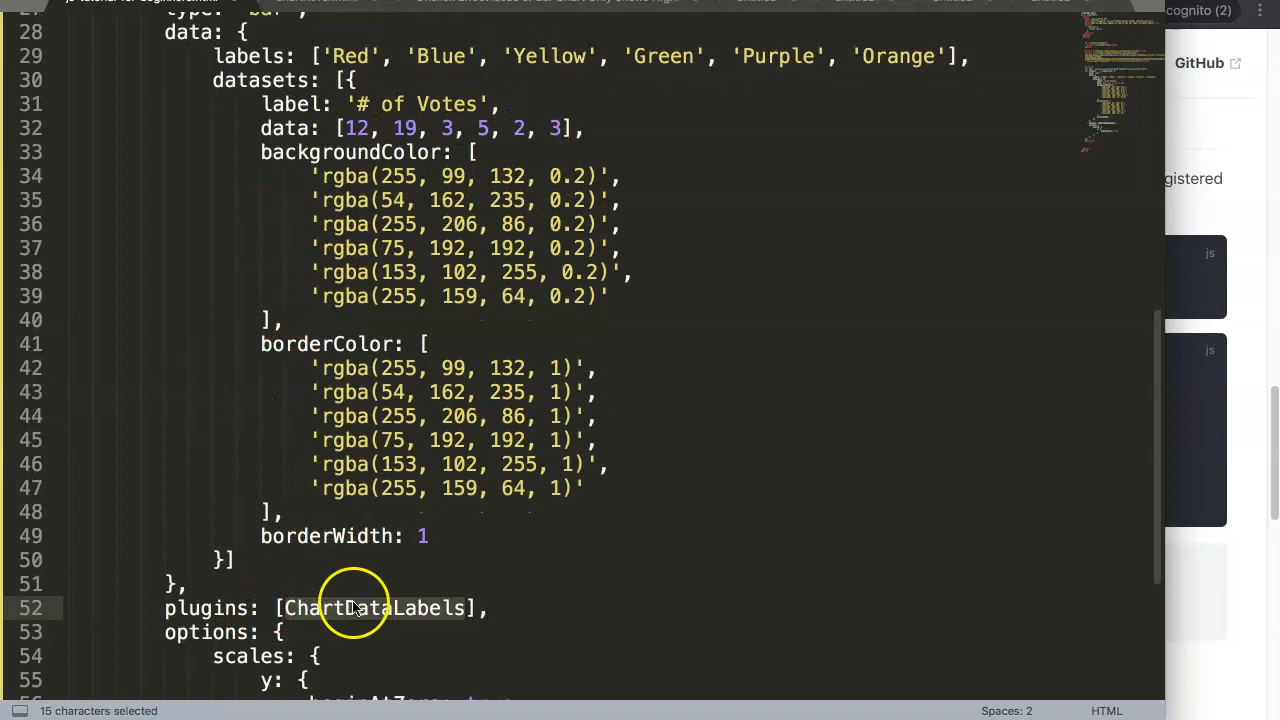 cognito (2)
28 data: {
29 labels: ['Red', 'Blue', 'Yellow', 'Green', 'Purple', 'Orange'],
30 datasets: [{
31 label: '# of Votes',
32 data: [12, 19, 3, 5, 2, 3],
33 backgroundColor: [
34 'rgba(255, 99, 132, 0.2)',
35 'rgba(54, 162, 235, 0.2)',
36 'rgba(255, 206, 86, 0.2)',
37 'rgba(75, 192, 192, 0.2)',
38 'rgba(153, 102, 255, 0.2)',
39 'rgba(255, 159, 64, 0.2)'
40 ],
41 borderColor: [
42 'rgba(255, 99, 132, 1)',
43 'rgba(54, 162, 235, 1)',
44 'rgba(255, 206, 86, 1)',
45 'rgba(75, 192, 192, 1)',
46 'rgba(153, 102, 255, 1)',
47 'rgba(255, 159, 64, 1)'
48 ],
49 borderWidth: 1
50 }]
51 },
52 plugins: [ChartDataLabels],
53 options: {
54 scales: {
55 y: {
GitHub
gistered
js
js
15 characters selected
Spaces: 2
HTML